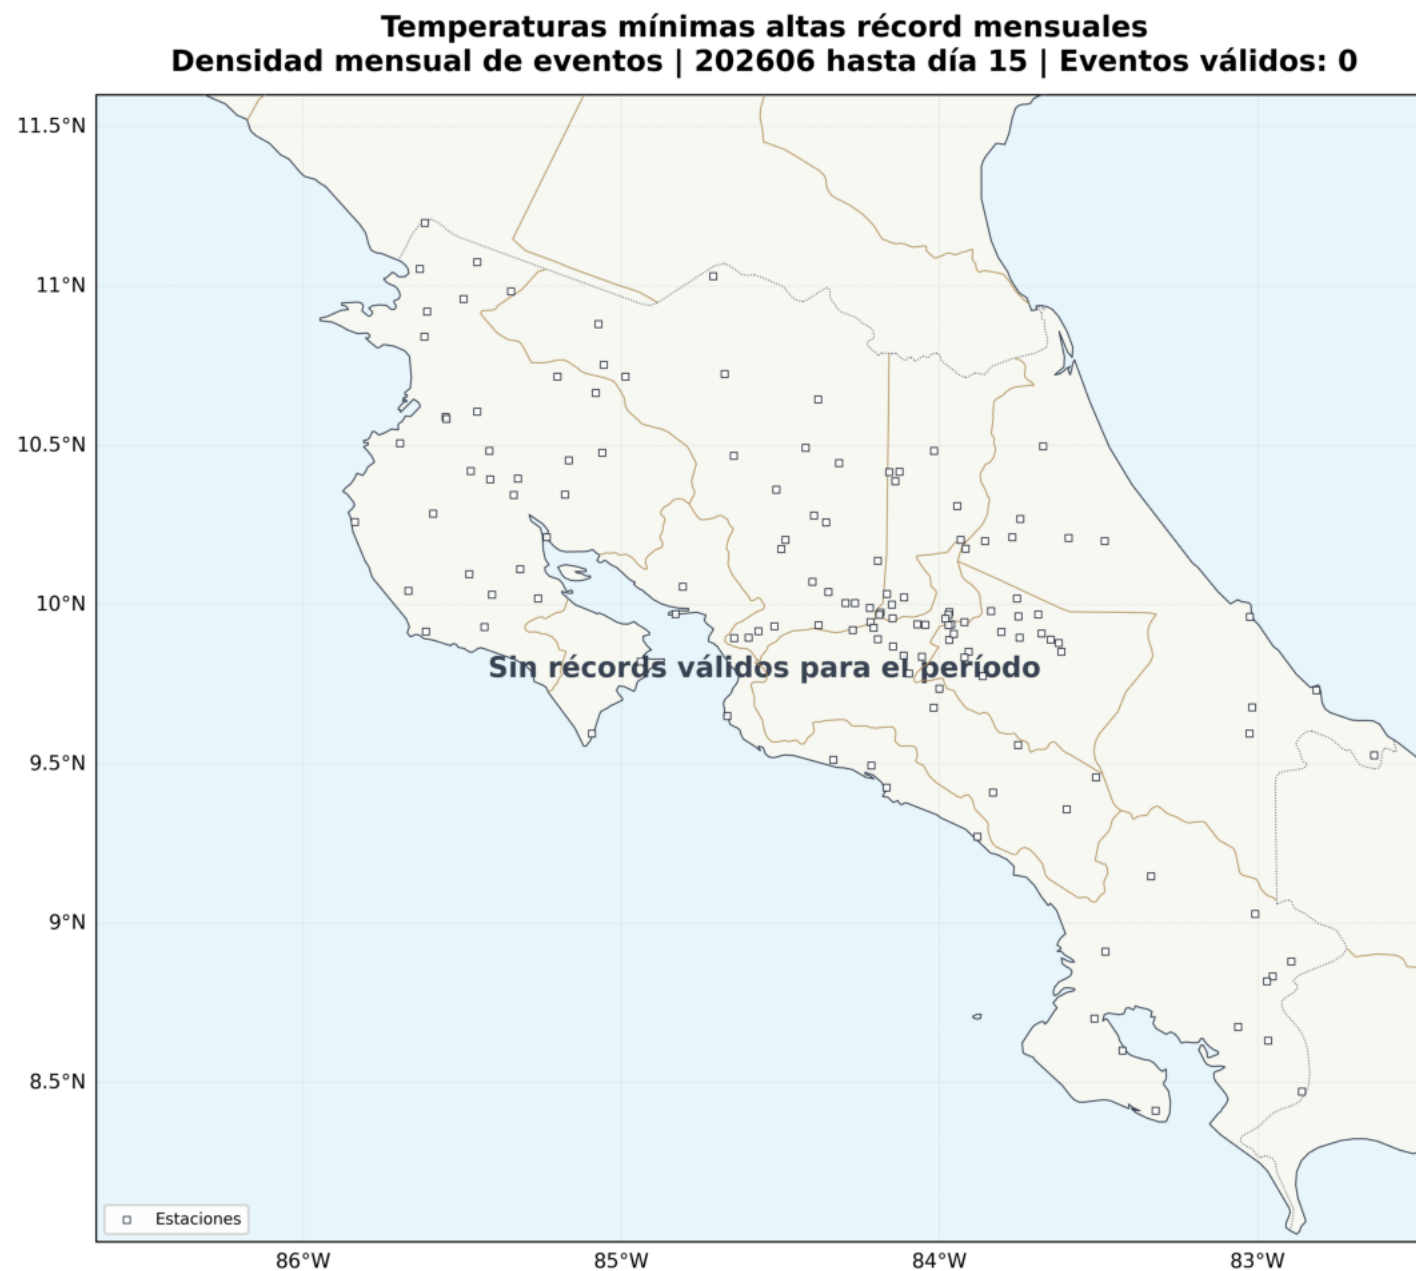 Temperaturas mínimas altas récord mensuales
Densidad mensual de eventos | 202606 hasta día 15 | Eventos válidos: 0
11.5°N
11°N
10.5°N
10°N
Sin récords válidos para el período
9.5°N
9°N
8.5°N
Estaciones
86°W 85°W 84°W 83°W